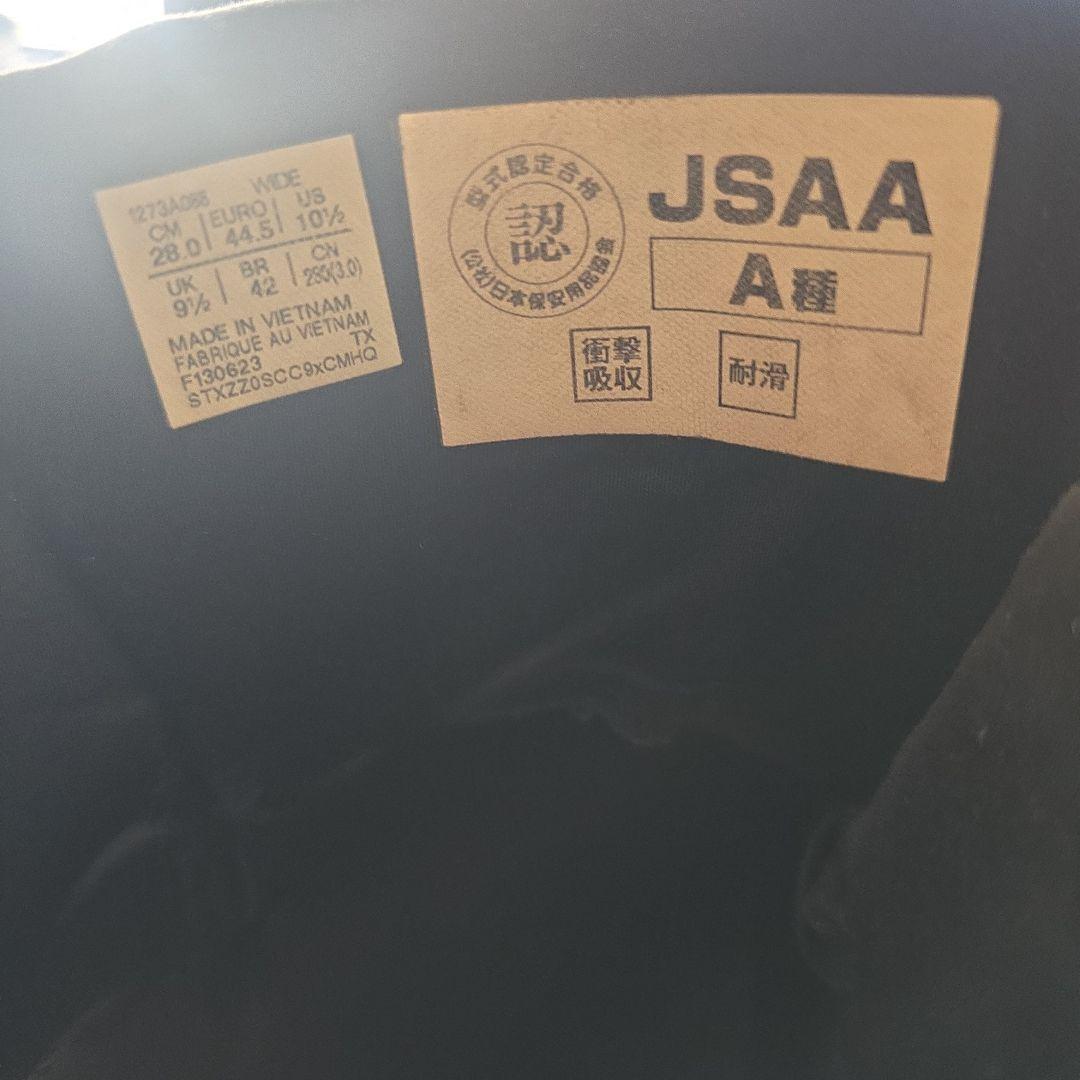 1273A088 WIDE
CM EURO US
28.0 44.5 10½
UK BR CN
9½ 42 285(3.0)
MADE IN VIETNAM
FABRIQUE AU VIETNAM
F130623 TX
STXZZ0SCC9xCMHQ
型式認定合格
認
(公社)日本保安用品協会
JSAA
A種
衝撃
吸収
耐滑